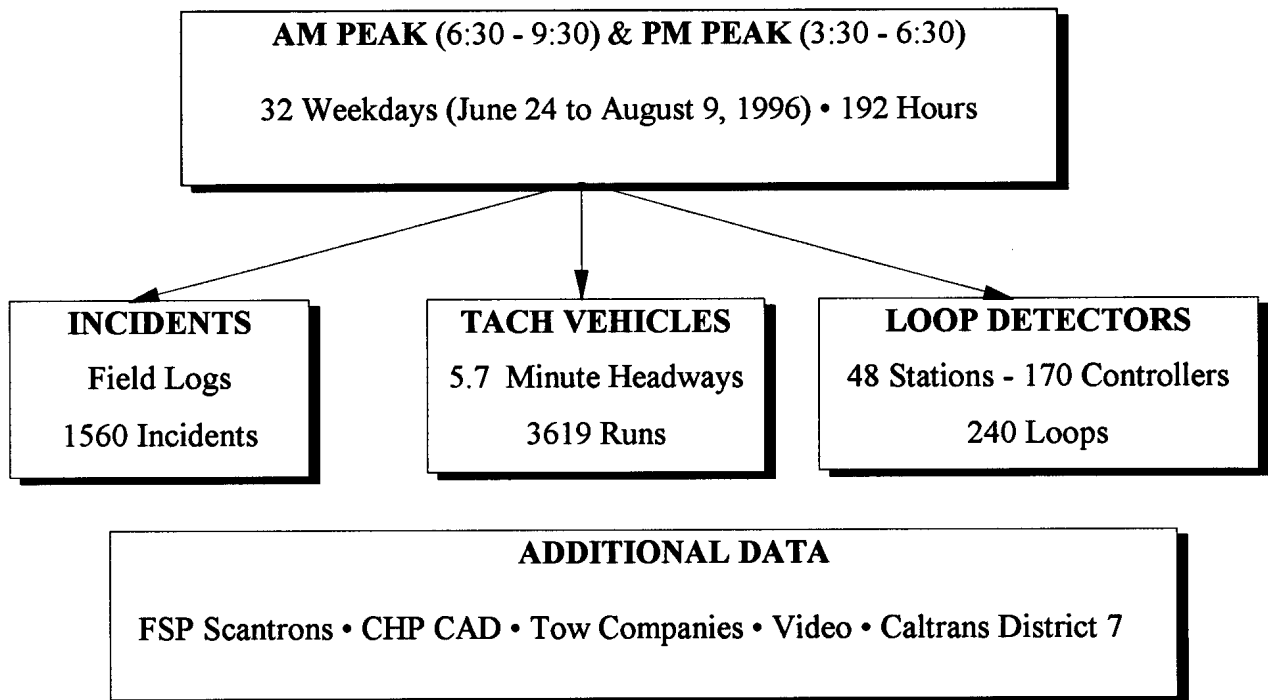 AM PEAK (6:30 - 9:30) & PM PEAK (3:30 - 6:30)
32 Weekdays (June 24 to August 9, 1996) • 192 Hours
INCIDENTS
Field Logs
1560 Incidents
TACH VEHICLES
5.7 Minute Headways
3619 Runs
LOOP DETECTORS
48 Stations - 170 Controllers
240 Loops
ADDITIONAL DATA
FSP Scantrons • CHP CAD • Tow Companies • Video • Caltrans District 7